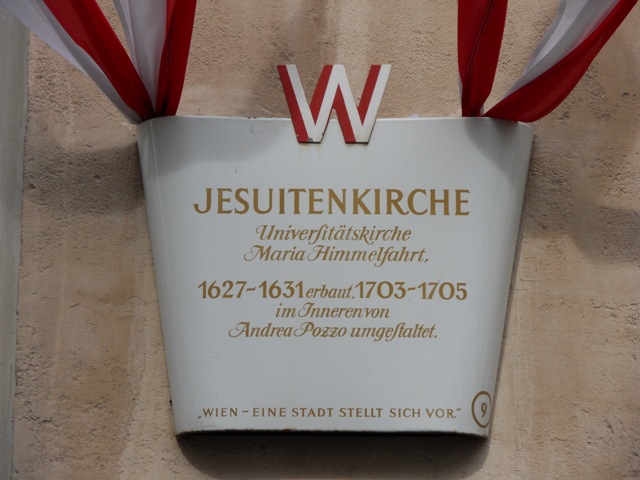 W
JESUITENKIRCHE
Universitätskirche
Maria Himmelfahrt,
1627~1631 erbaut, 1703~1705
im Inneren von
Andrea Pozzo umgestaltet.
„WIEN ~ EINE STADT STELLT SICH VOR." 9